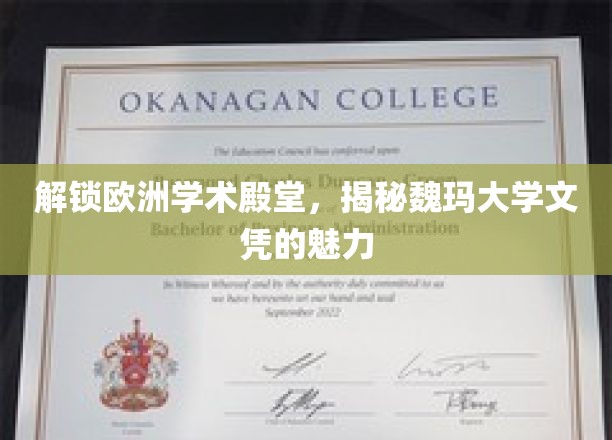 OKANAGAN COLLEGE
The Education Council has conferred upon
解锁欧洲学术殿堂，揭秘魏玛大学文
凭的魅力
Bachelor of Business Administration
In Witness Whereof and by the authority duly committed to us
we have hereunto set our hand and seal
September 2022